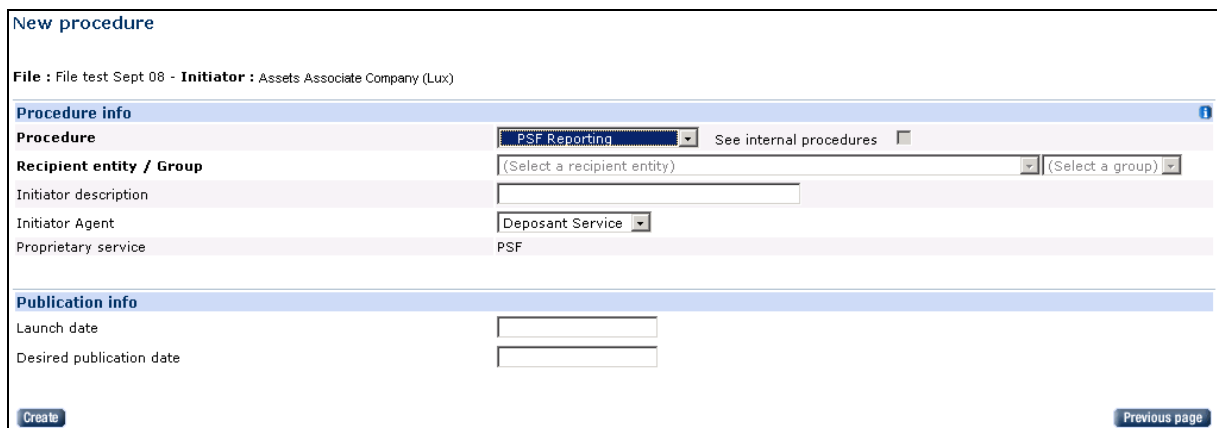 New procedure
File : File test Sept 08 - Initiator : Assets Associate Company (Lux)
Procedure info
Procedure PSF Reporting See internal procedures
Recipient entity / Group (Select a recipient entity) (Select a group)
Initiator description
Initiator Agent Deposant Service
Proprietary service PSF
Publication info
Launch date
Desired publication date
Create Previous page